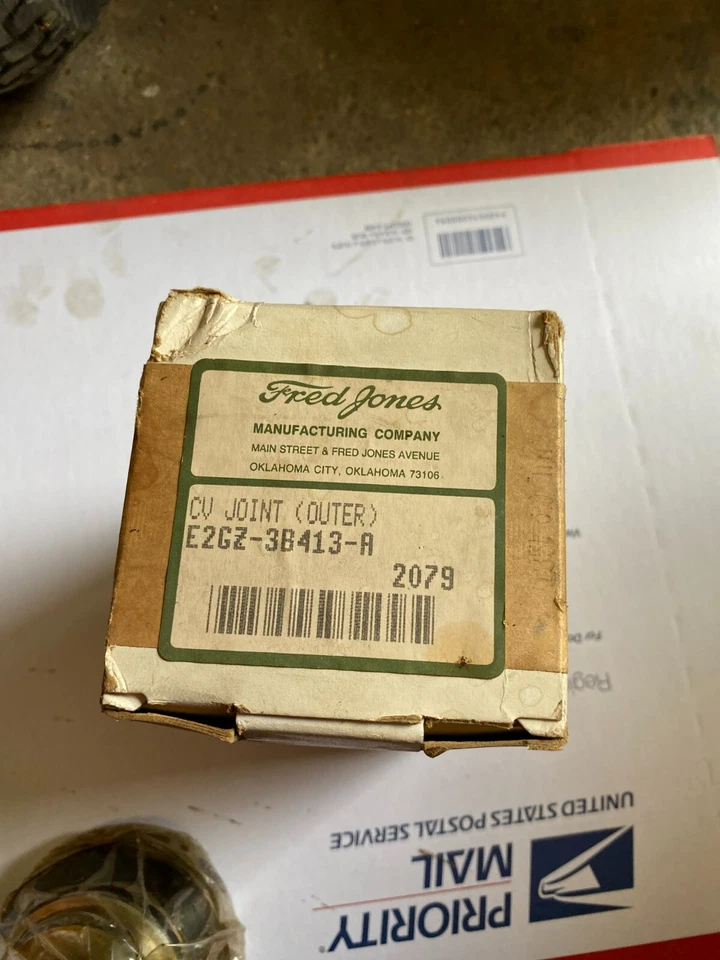 Fred Jones
MANUFACTURING COMPANY
MAIN STREET & FRED JONES AVENUE
OKLAHOMA CITY, OKLAHOMA 73106
CV JOINT (OUTER)
E2GZ-3B413-A
2079
UNITED STATES POSTAL SERVICE
PRIORITY
MAIL